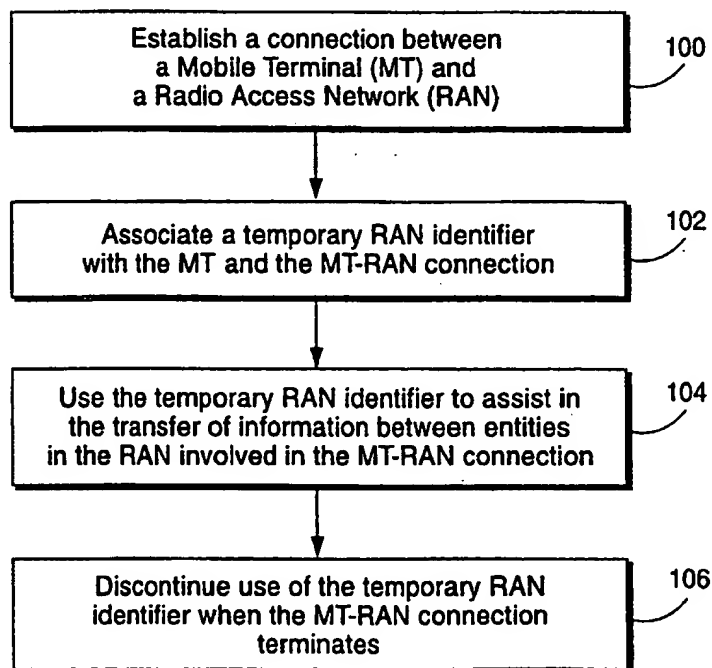 Establish a connection between
a Mobile Terminal (MT) and
a Radio Access Network (RAN)
100
Associate a temporary RAN identifier
with the MT and the MT-RAN connection
102
Use the temporary RAN identifier to assist in
the transfer of information between entities
in the RAN involved in the MT-RAN connection
104
Discontinue use of the temporary RAN
identifier when the MT-RAN connection
terminates
106